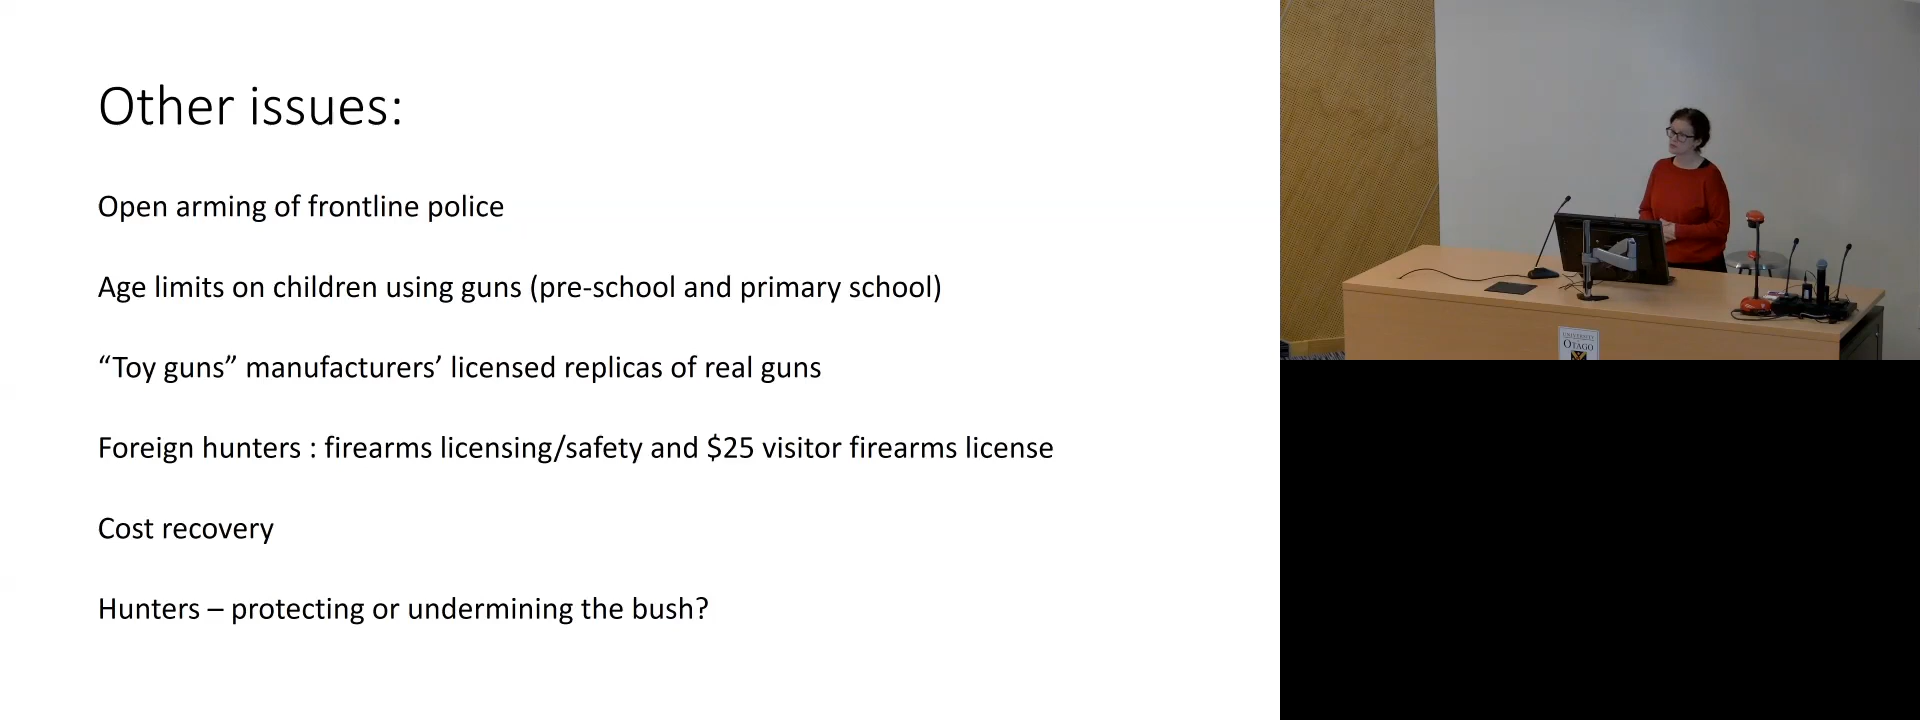 Other issues:
Open arming of frontline police
Age limits on children using guns (pre-school and primary school)
“Toy guns” manufacturers’ licensed replicas of real guns
Foreign hunters : firearms licensing/safety and $25 visitor firearms license
Cost recovery
Hunters – protecting or undermining the bush?
UNIVERSITY
OTAGO